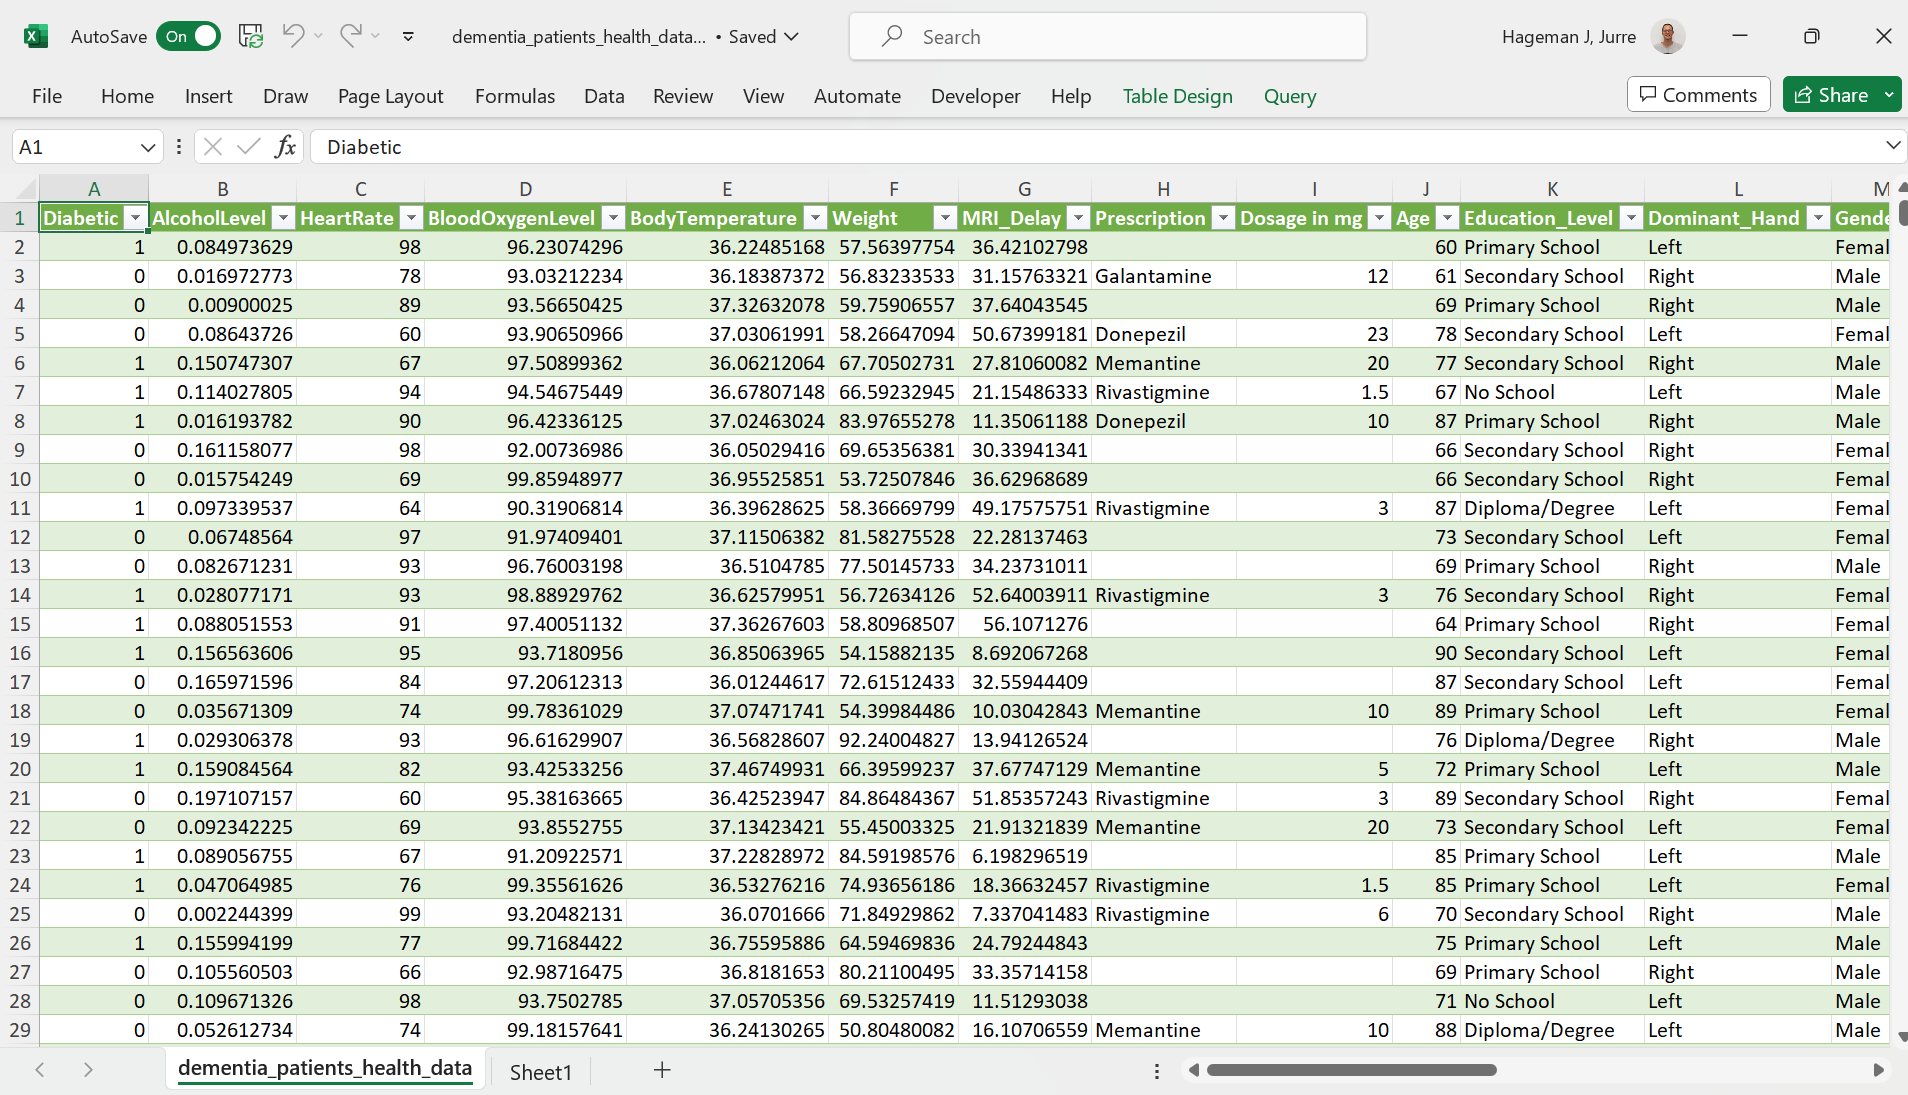 AutoSave On dementia_patients_health_data... • Saved Search Hageman J, Jurre
File Home Insert Draw Page Layout Formulas Data Review View Automate Developer Help Table Design Query Comments Share
A1 fx Diabetic
A B C D E F G H I J K L M
1 Diabetic AlcoholLevel HeartRate BloodOxygenLevel BodyTemperature Weight MRI_Delay Prescription Dosage in mg Age Education_Level Dominant_Hand Gende
2 1 0.084973629 98 96.23074296 36.22485168 57.56397754 36.42102798 60 Primary School Left Femal
3 0 0.016972773 78 93.03212234 36.18387372 56.83233533 31.15763321 Galantamine 12 61 Secondary School Right Male
4 0 0.00900025 89 93.56650425 37.32632078 59.75906557 37.64043545 69 Primary School Right Male
5 0 0.08643726 60 93.90650966 37.03061991 58.26647094 50.67399181 Donepezil 23 78 Secondary School Left Femal
6 1 0.150747307 67 97.50899362 36.06212064 67.70502731 27.81060082 Memantine 20 77 Secondary School Right Male
7 1 0.114027805 94 94.54675449 36.67807148 66.59232945 21.15486333 Rivastigmine 1.5 67 No School Left Male
8 1 0.016193782 90 96.42336125 37.02463024 83.97655278 11.35061188 Donepezil 10 87 Primary School Right Male
9 0 0.161158077 98 92.00736986 36.05029416 69.65356381 30.33941341 66 Secondary School Right Femal
10 0 0.015754249 69 99.85948977 36.95525851 53.72507846 36.62968689 66 Secondary School Right Femal
11 1 0.097339537 64 90.31906814 36.39628625 58.36669799 49.17575751 Rivastigmine 3 87 Diploma/Degree Left Femal
12 0 0.06748564 97 91.97409401 37.11506382 81.58275528 22.28137463 73 Secondary School Left Femal
13 0 0.082671231 93 96.76003198 36.5104785 77.50145733 34.23731011 69 Primary School Right Male
14 1 0.028077171 93 98.88929762 36.62579951 56.72634126 52.64003911 Rivastigmine 3 76 Secondary School Right Femal
15 1 0.088051553 91 97.40051132 37.36267603 58.80968507 56.1071276 64 Primary School Right Femal
16 1 0.156563606 95 93.7180956 36.85063965 54.15882135 8.692067268 90 Secondary School Left Femal
17 0 0.165971596 84 97.20612313 36.01244617 72.61512433 32.55944409 87 Secondary School Left Femal
18 0 0.035671309 74 99.78361029 37.07471741 54.39984486 10.03042843 Memantine 10 89 Primary School Left Femal
19 1 0.029306378 93 96.61629907 36.56828607 92.24004827 13.94126524 76 Diploma/Degree Right Male
20 1 0.159084564 82 93.42533256 37.46749931 66.39599237 37.67747129 Memantine 5 72 Primary School Left Male
21 0 0.197107157 60 95.38163665 36.42523947 84.86484367 51.85357243 Rivastigmine 3 89 Secondary School Right Femal
22 0 0.092342225 69 93.8552755 37.13423421 55.45003325 21.91321839 Memantine 20 73 Secondary School Left Femal
23 1 0.089056755 67 91.20922571 37.22828972 84.59198576 6.198296519 85 Primary School Left Male
24 1 0.047064985 76 99.35561626 36.53276216 74.93656186 18.36632457 Rivastigmine 1.5 85 Primary School Left Femal
25 0 0.002244399 99 93.20482131 36.0701666 71.84929862 7.337041483 Rivastigmine 6 70 Secondary School Right Male
26 1 0.155994199 77 99.71684422 36.75595886 64.59469836 24.79244843 75 Primary School Left Male
27 0 0.105560503 66 92.98716475 36.8181653 80.21100495 33.35714158 69 Primary School Right Male
28 0 0.109671326 98 93.7502785 37.05705356 69.53257419 11.51293038 71 No School Left Male
29 0 0.052612734 74 99.18157641 36.24130265 50.80480082 16.10706559 Memantine 10 88 Diploma/Degree Left Male
dementia_patients_health_data Sheet1